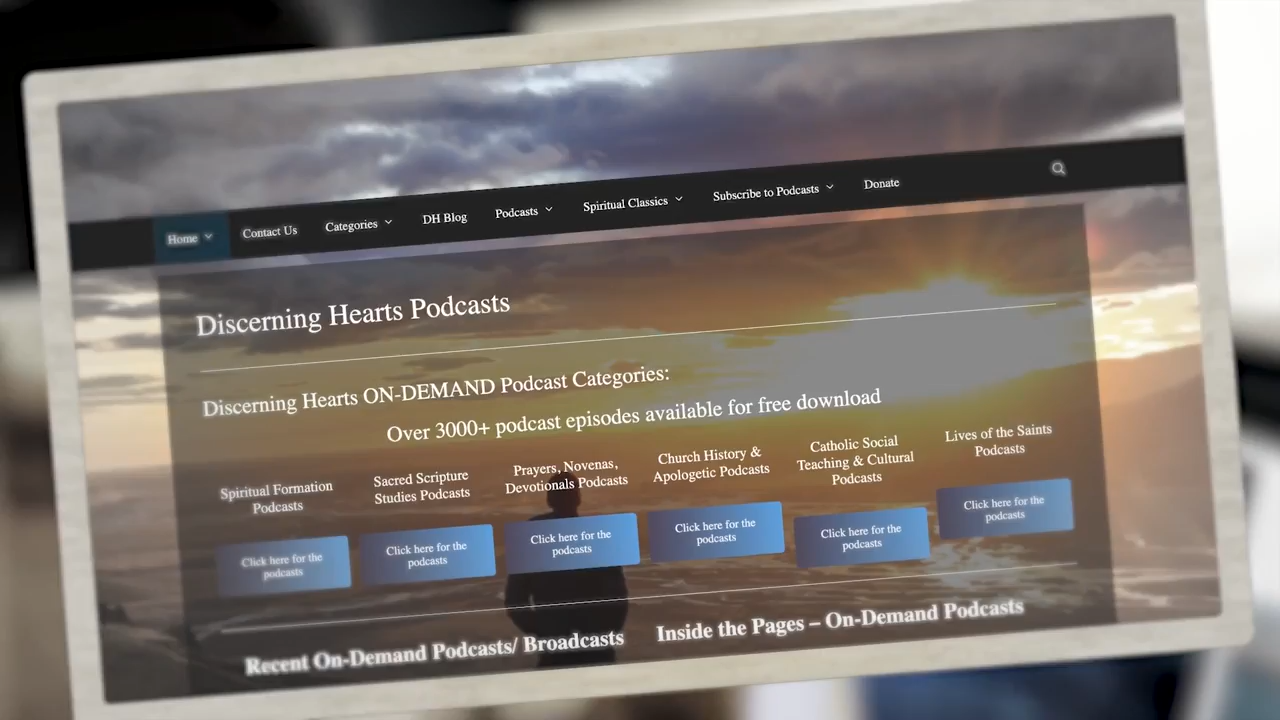 Home
Contact Us
Categories
DH Blog
Podcasts
Spiritual Classics
Subscribe to Podcasts
Donate
Discerning Hearts Podcasts
Discerning Hearts ON-DEMAND Podcast Categories:
Over 3000+ podcast episodes available for free download
Spiritual Formation
Podcasts
Click here for the
podcasts
Sacred Scripture
Studies Podcasts
Click here for the
podcasts
Prayers, Novenas,
Devotionals Podcasts
Click here for the
podcasts
Church History &
Apologetic Podcasts
Click here for the
podcasts
Catholic Social
Teaching & Cultural
Podcasts
Click here for the
podcasts
Lives of the Saints
Podcasts
Click here for the
podcasts
Recent On-Demand Podcasts/ Broadcasts
Inside the Pages – On-Demand Podcasts